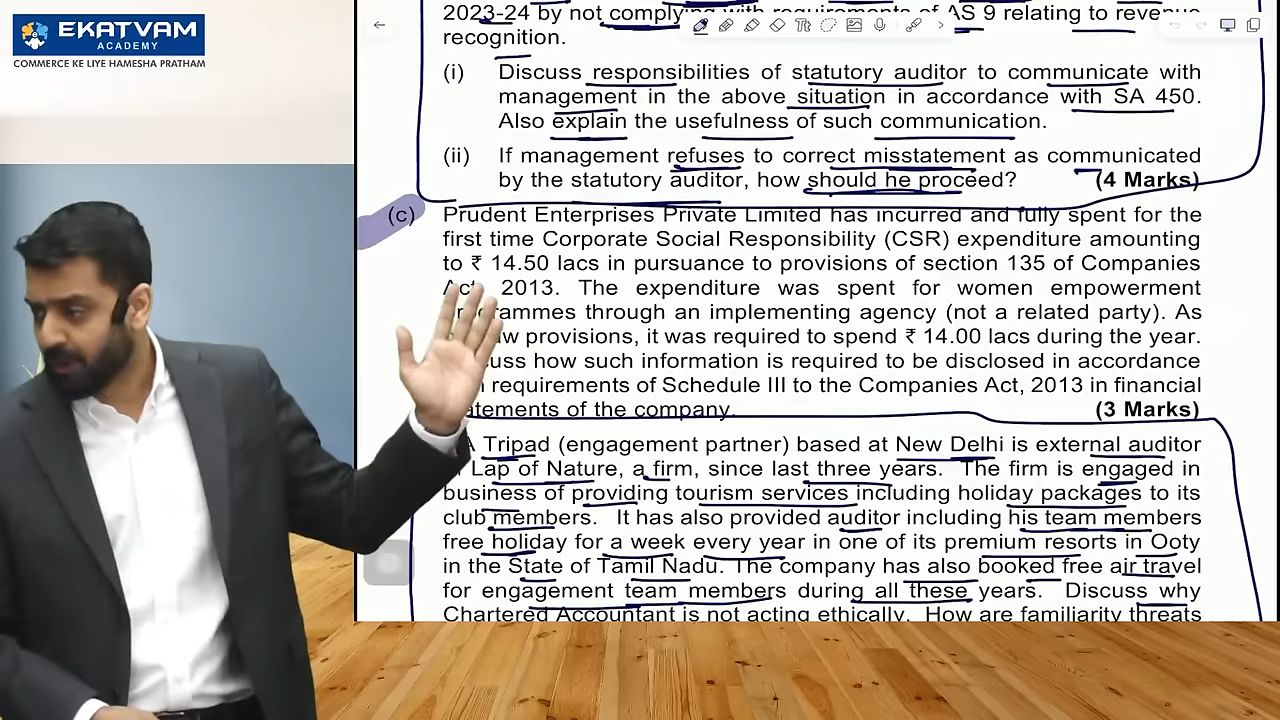 EKATVAM
ACADEMY
COMMERCE KE LIYE HAMESHA PRATHAM
2023-24 by not complying with requirements of AS 9 relating to revenue
recognition.
(i) Discuss responsibilities of statutory auditor to communicate with
management in the above situation in accordance with SA 450.
Also explain the usefulness of such communication.
(ii) If management refuses to correct misstatement as communicated
by the statutory auditor, how should he proceed? (4 Marks)
(c) Prudent Enterprises Private Limited has incurred and fully spent for the
first time Corporate Social Responsibility (CSR) expenditure amounting
to ₹ 14.50 lacs in pursuance to provisions of section 135 of Companies
2013. The expenditure was spent for women empowerment
through an implementing agency (not a related party). As
provisions, it was required to spend ₹ 14.00 lacs during the year.
how such information is required to be disclosed in accordance
requirements of Schedule III to the Companies Act, 2013 in financial
of the company. (3 Marks)
Tripad (engagement partner) based at New Delhi is external auditor
Lap of Nature, a firm, since last three years. The firm is engaged in
business of providing tourism services including holiday packages to its
club members. It has also provided auditor including his team members
free holiday for a week every year in one of its premium resorts in Ooty
in the State of Tamil Nadu. The company has also booked free air travel
for engagement team members during all these years. Discuss why
Chartered Accountant is not acting ethically. How are familiarity threats